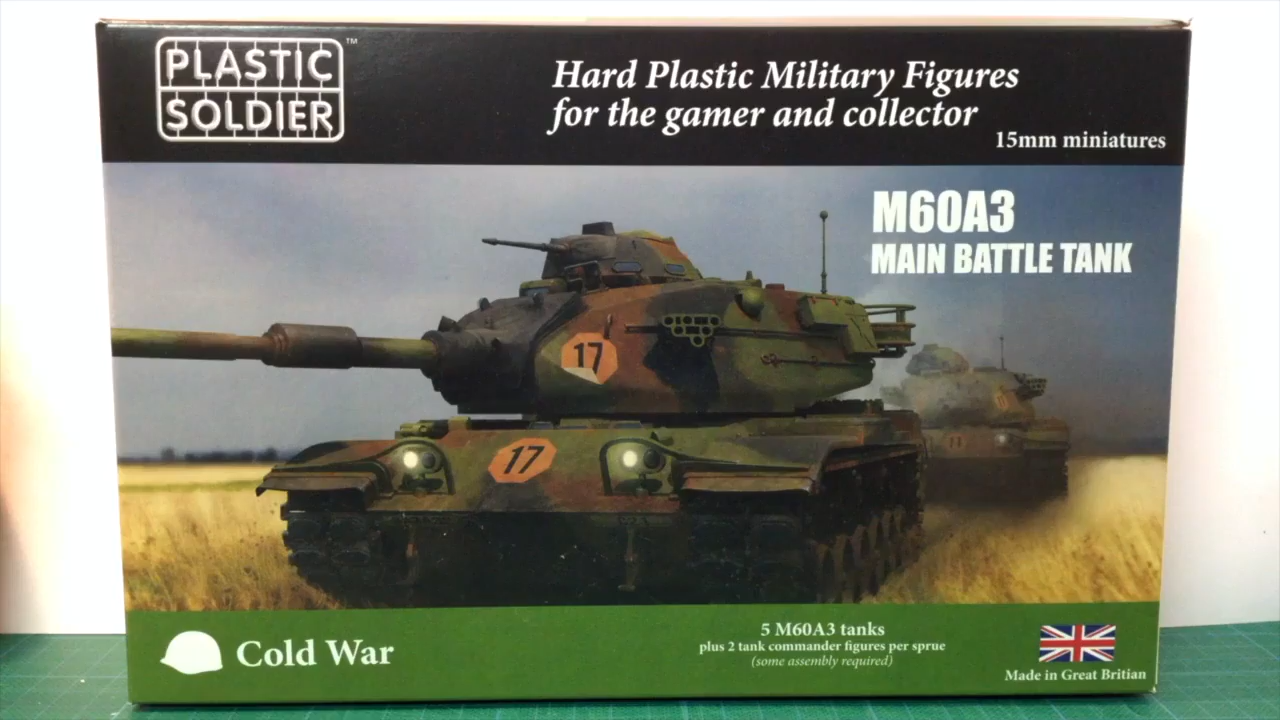 PLASTIC
SOLDIER
™
Hard Plastic Military Figures
for the gamer and collector
15mm miniatures
M60A3
MAIN BATTLE TANK
17
17
Cold War
5 M60A3 tanks
plus 2 tank commander figures per sprue
(some assembly required)
Made in Great Britian